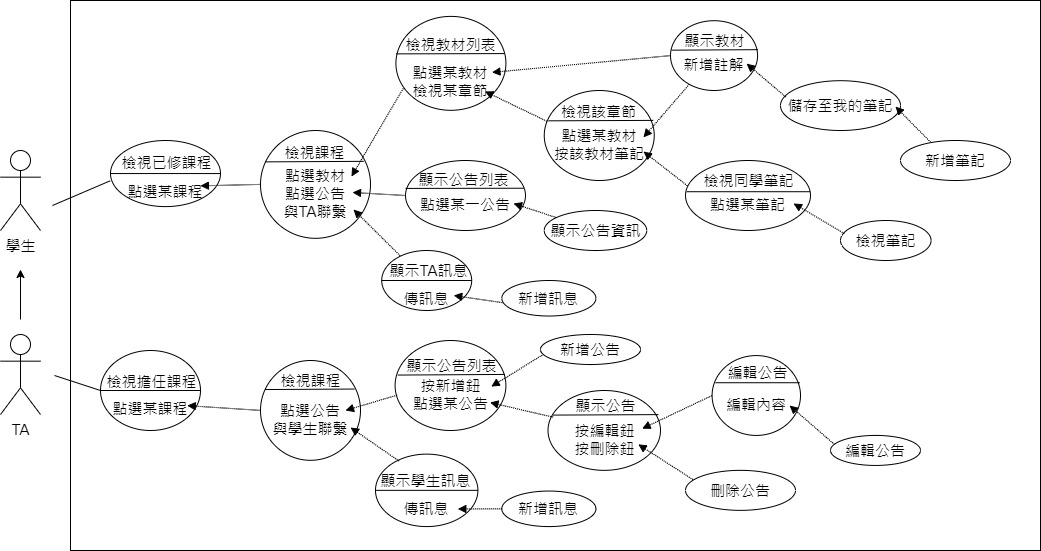 檢視教材列表
點選某教材
檢視某章節
顯示教材
新增註解
儲存至我的筆記
新增筆記
檢視該章節
點選某教材
按該教材筆記
檢視同學筆記
點選某筆記
檢視筆記
檢視已修課程
點選某課程
檢視課程
點選教材
點選公告
與TA聯繫
顯示公告列表
點選某一公告
顯示公告資訊
顯示TA訊息
傳訊息
新增訊息
學生
TA
檢視擔任課程
點選某課程
檢視課程
點選公告
與學生聯繫
顯示公告列表
按新增鈕
點選某公告
新增公告
顯示公告
按編輯鈕
按刪除鈕
編輯公告
編輯內容
編輯公告
刪除公告
顯示學生訊息
傳訊息
新增訊息